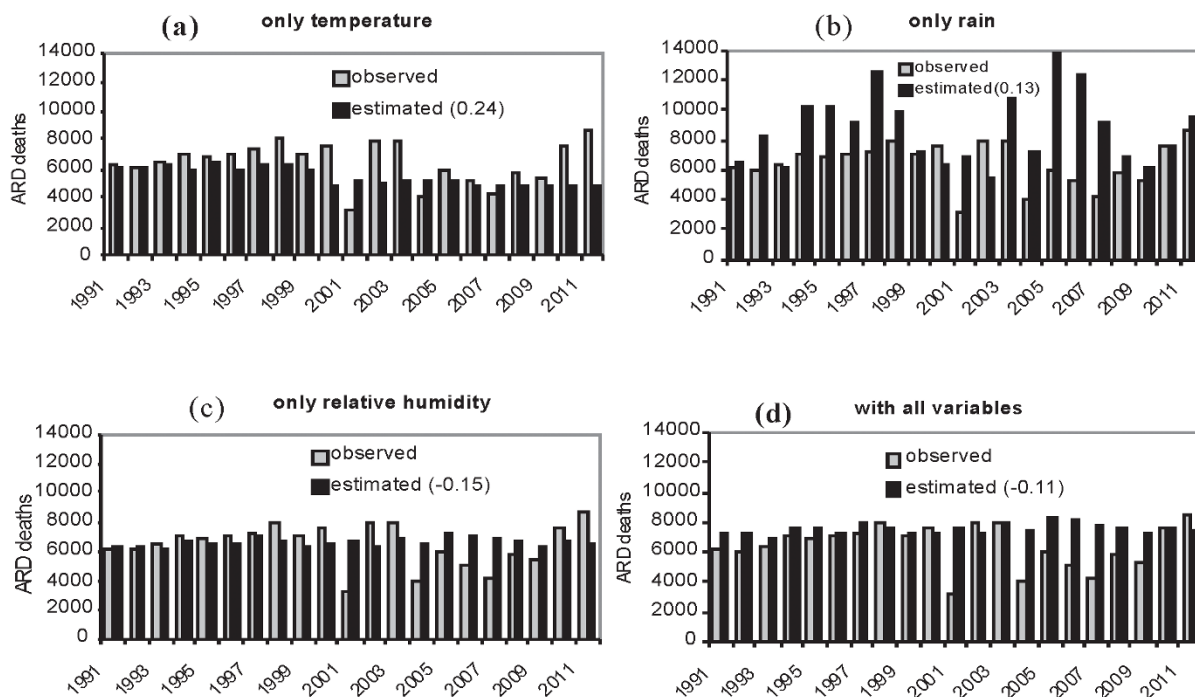 (a) only temperature
14000
12000
10000
8000
6000
4000
2000
0
ARD deaths
observed
estimated (0.24)
1991 1993 1995 1997 1999 2001 2003 2005 2007 2009 2011
(b) only rain
14000
12000
10000
8000
6000
4000
2000
0
ARD deaths
observed
estimated(0.13)
1991 1993 1995 1997 1999 2001 2003 2005 2007 2009 2011
(c) only relative humidity
14000
12000
10000
8000
6000
4000
2000
0
ARD deaths
observed
estimated (-0.15)
1991 1993 1995 1997 1999 2001 2003 2005 2007 2009 2011
(d) with all variables
14000
12000
10000
8000
6000
4000
2000
0
ARD deaths
observed
estimated (-0.11)
1991 1993 1995 1997 1999 2001 2003 2005 2007 2009 2011